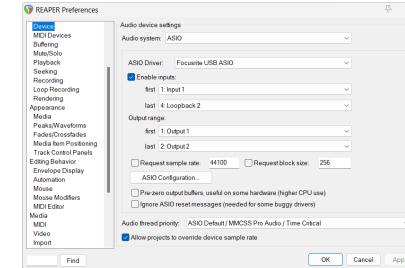 REAPER Preferences
Device
MIDI Devices
Buffering
Mute/Solo
Playback
Seeking
Recording
Loop Recording
Rendering
Appearance
Media
Peaks/Waveforms
Fades/Crossfades
Media Item Positioning
Track Control Panels
Editing Behavior
Envelope Display
Automation
Mouse
Mouse Modifiers
MIDI Editor
Media
MIDI
Video
Import
Find
Audio device settings
Audio system: ASIO
ASIO Driver: Focusrite USB ASIO
Enable inputs:
first 1: Input 1
last 4: Loopback 2
Output range:
first 1: Output 1
last 2: Output 2
Request sample rate: 44100 Request block size: 256
ASIO Configuration...
Pre-zero output buffers, useful on some hardware (higher CPU use)
Ignore ASIO reset messages (needed for some buggy drivers)
Audio thread priority: ASIO Default / MMCSS Pro Audio / Time Critical
Allow projects to override device sample rate
OK Cancel App